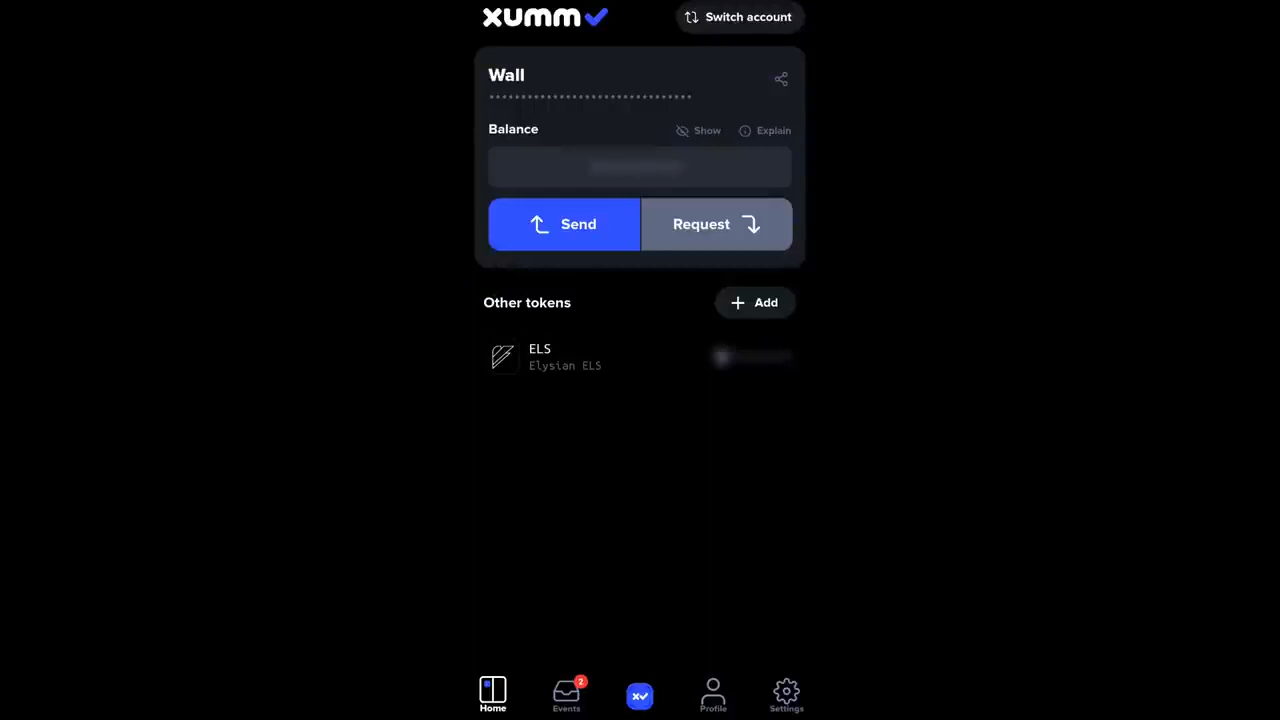 xumm
Switch account
Wall
Balance
Show
Explain
Send
Request
Other tokens
Add
ELS
Elysian ELS
2
Home
Events
Profile
Settings